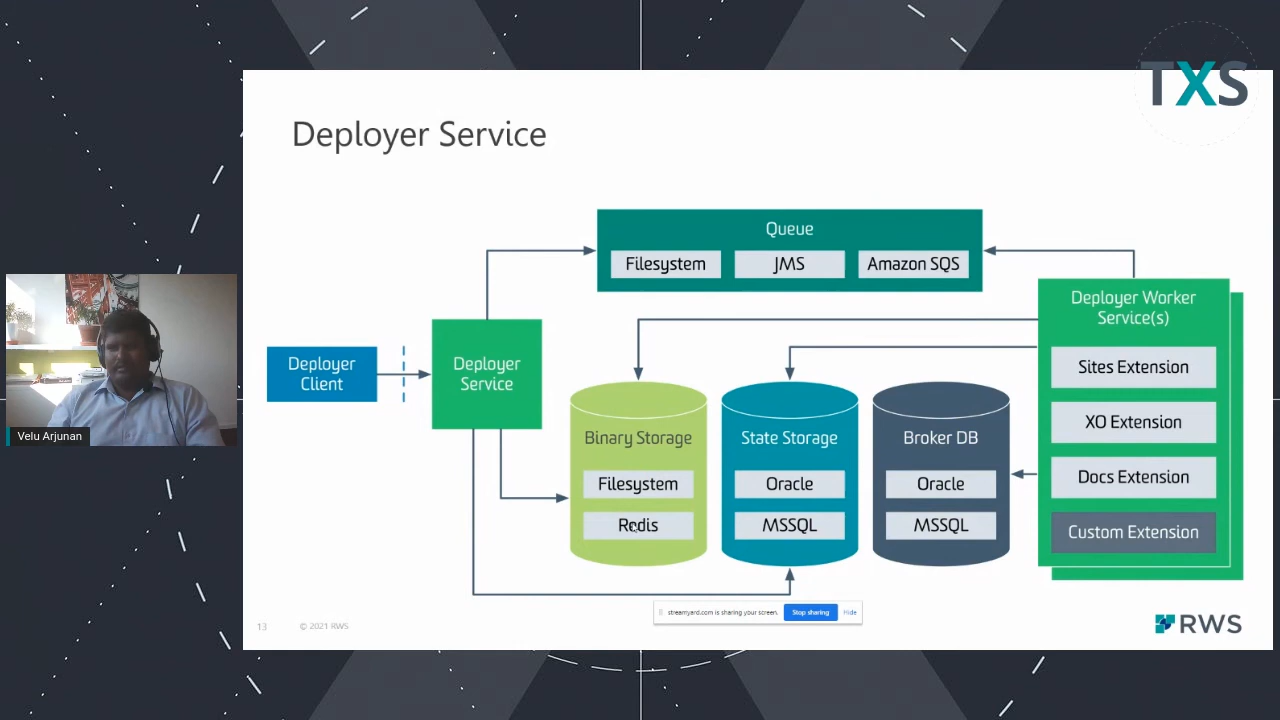 TXS
Deployer Service
Queue
Filesystem
JMS
Amazon SQS
Deployer Worker
Service(s)
Sites Extension
XO Extension
Docs Extension
Custom Extension
Deployer
Client
Deployer
Service
Binary Storage
Filesystem
Redis
State Storage
Oracle
MSSQL
Broker DB
Oracle
MSSQL
Velu Arjunan
streamyard.com is sharing your screen.
Stop sharing
Hide
13
© 2021 RWS
RWS